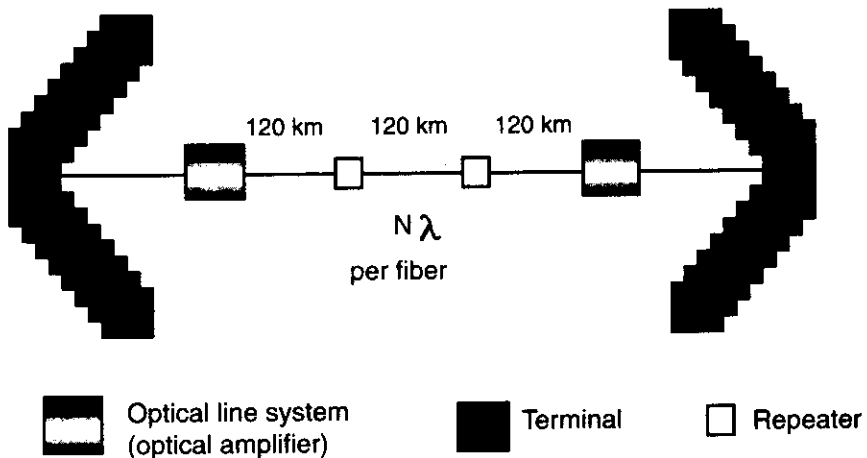 120 km 120 km 120 km
N λ
per fiber
Optical line system
(optical amplifier)
Terminal
Repeater